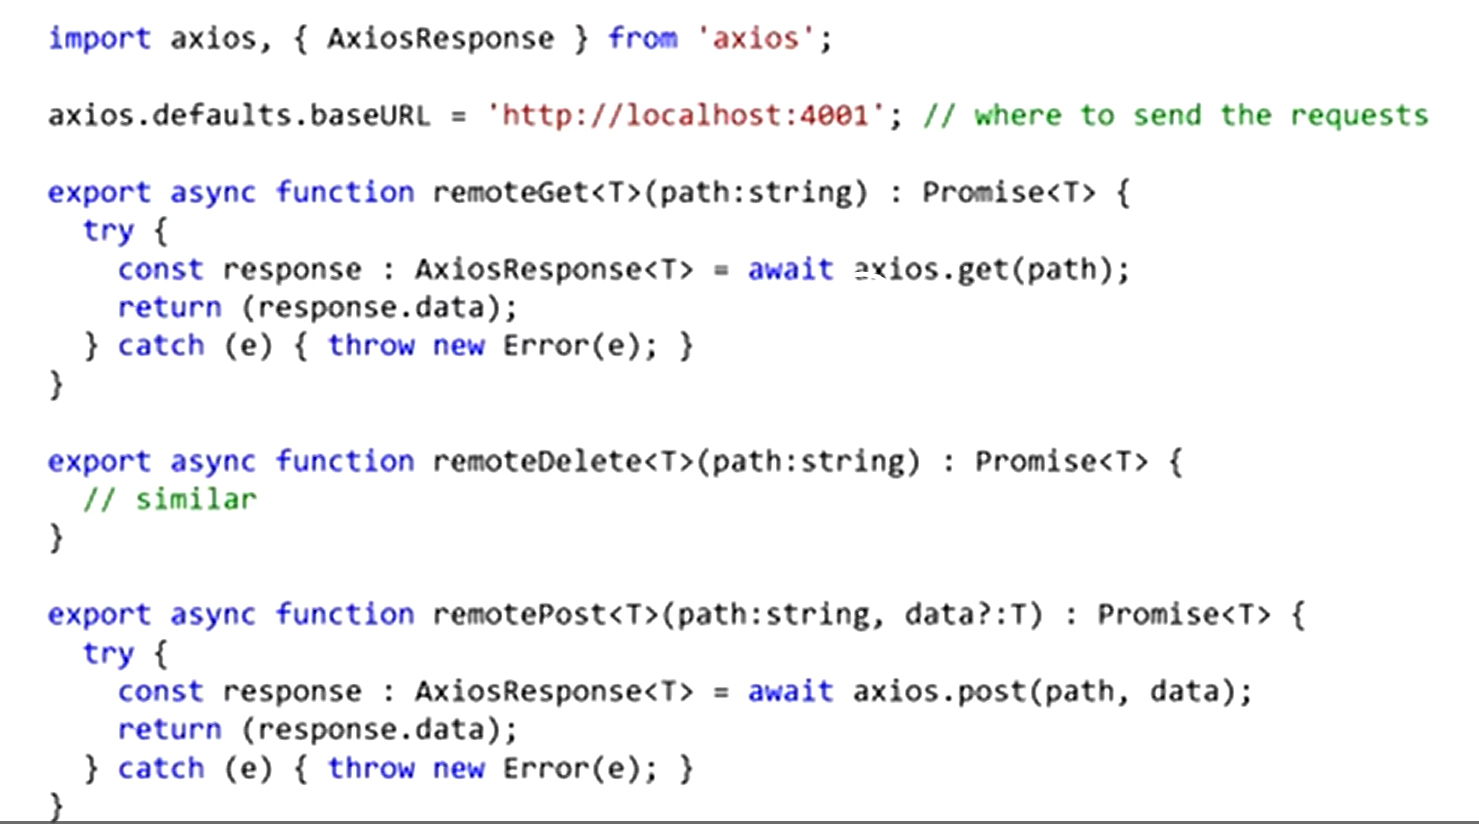 import axios, { AxiosResponse } from 'axios';
axios.defaults.baseURL = 'http://localhost:4001'; // where to send the requests
export async function remoteGet<T>(path:string) : Promise<T> {
  try {
    const response : AxiosResponse<T> = await axios.get(path);
    return (response.data);
  } catch (e) { throw new Error(e); }
}
export async function remoteDelete<T>(path:string) : Promise<T> {
  // similar
}
export async function remotePost<T>(path:string, data?:T) : Promise<T> {
  try {
    const response : AxiosResponse<T> = await axios.post(path, data);
    return (response.data);
  } catch (e) { throw new Error(e); }
}